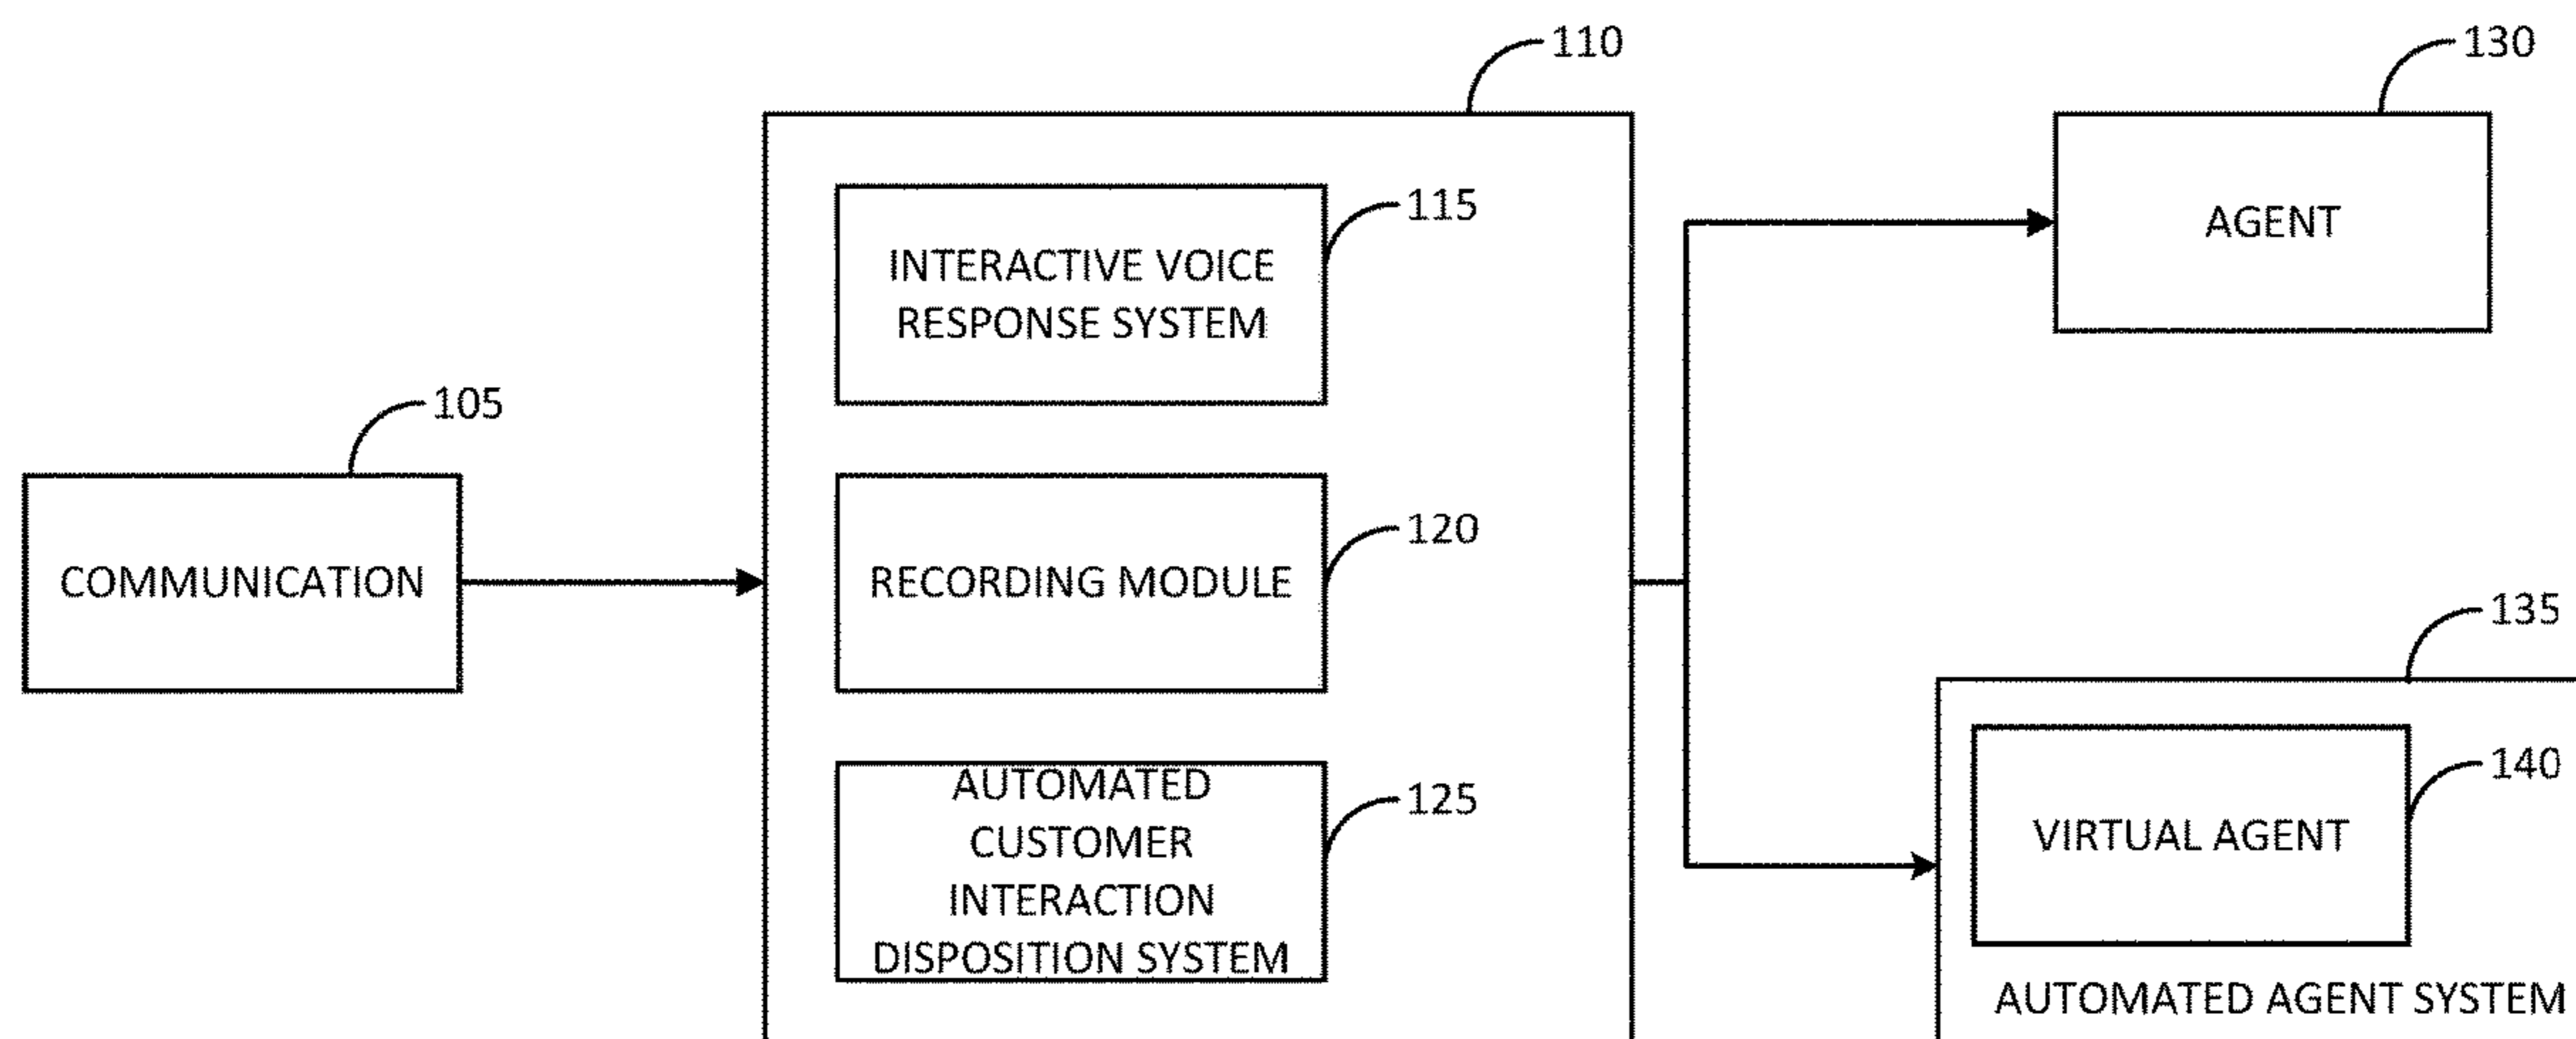 110
130
115
INTERACTIVE VOICE
RESPONSE SYSTEM
AGENT
105
COMMUNICATION
120
RECORDING MODULE
135
125
AUTOMATED
CUSTOMER
INTERACTION
DISPOSITION SYSTEM
140
VIRTUAL AGENT
AUTOMATED AGENT SYSTEM